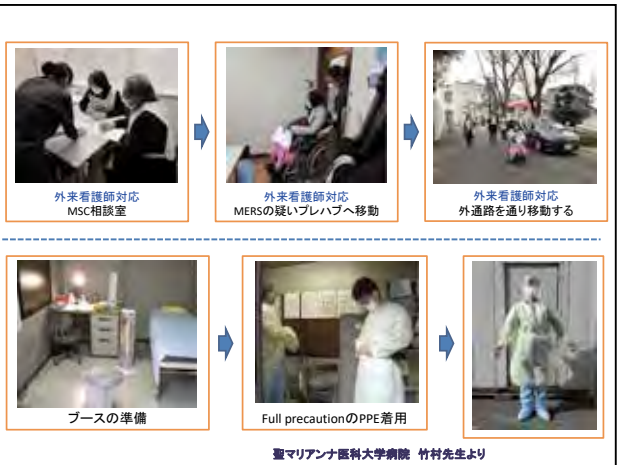 外来看護師対応
MSC相談室
外来看護師対応
MERSの疑いプレハブへ移動
外来看護師対応
外通路を通り移動する
ブースの準備
Full precautionのPPE着用
聖マリアンナ医科大学病院 竹村先生より